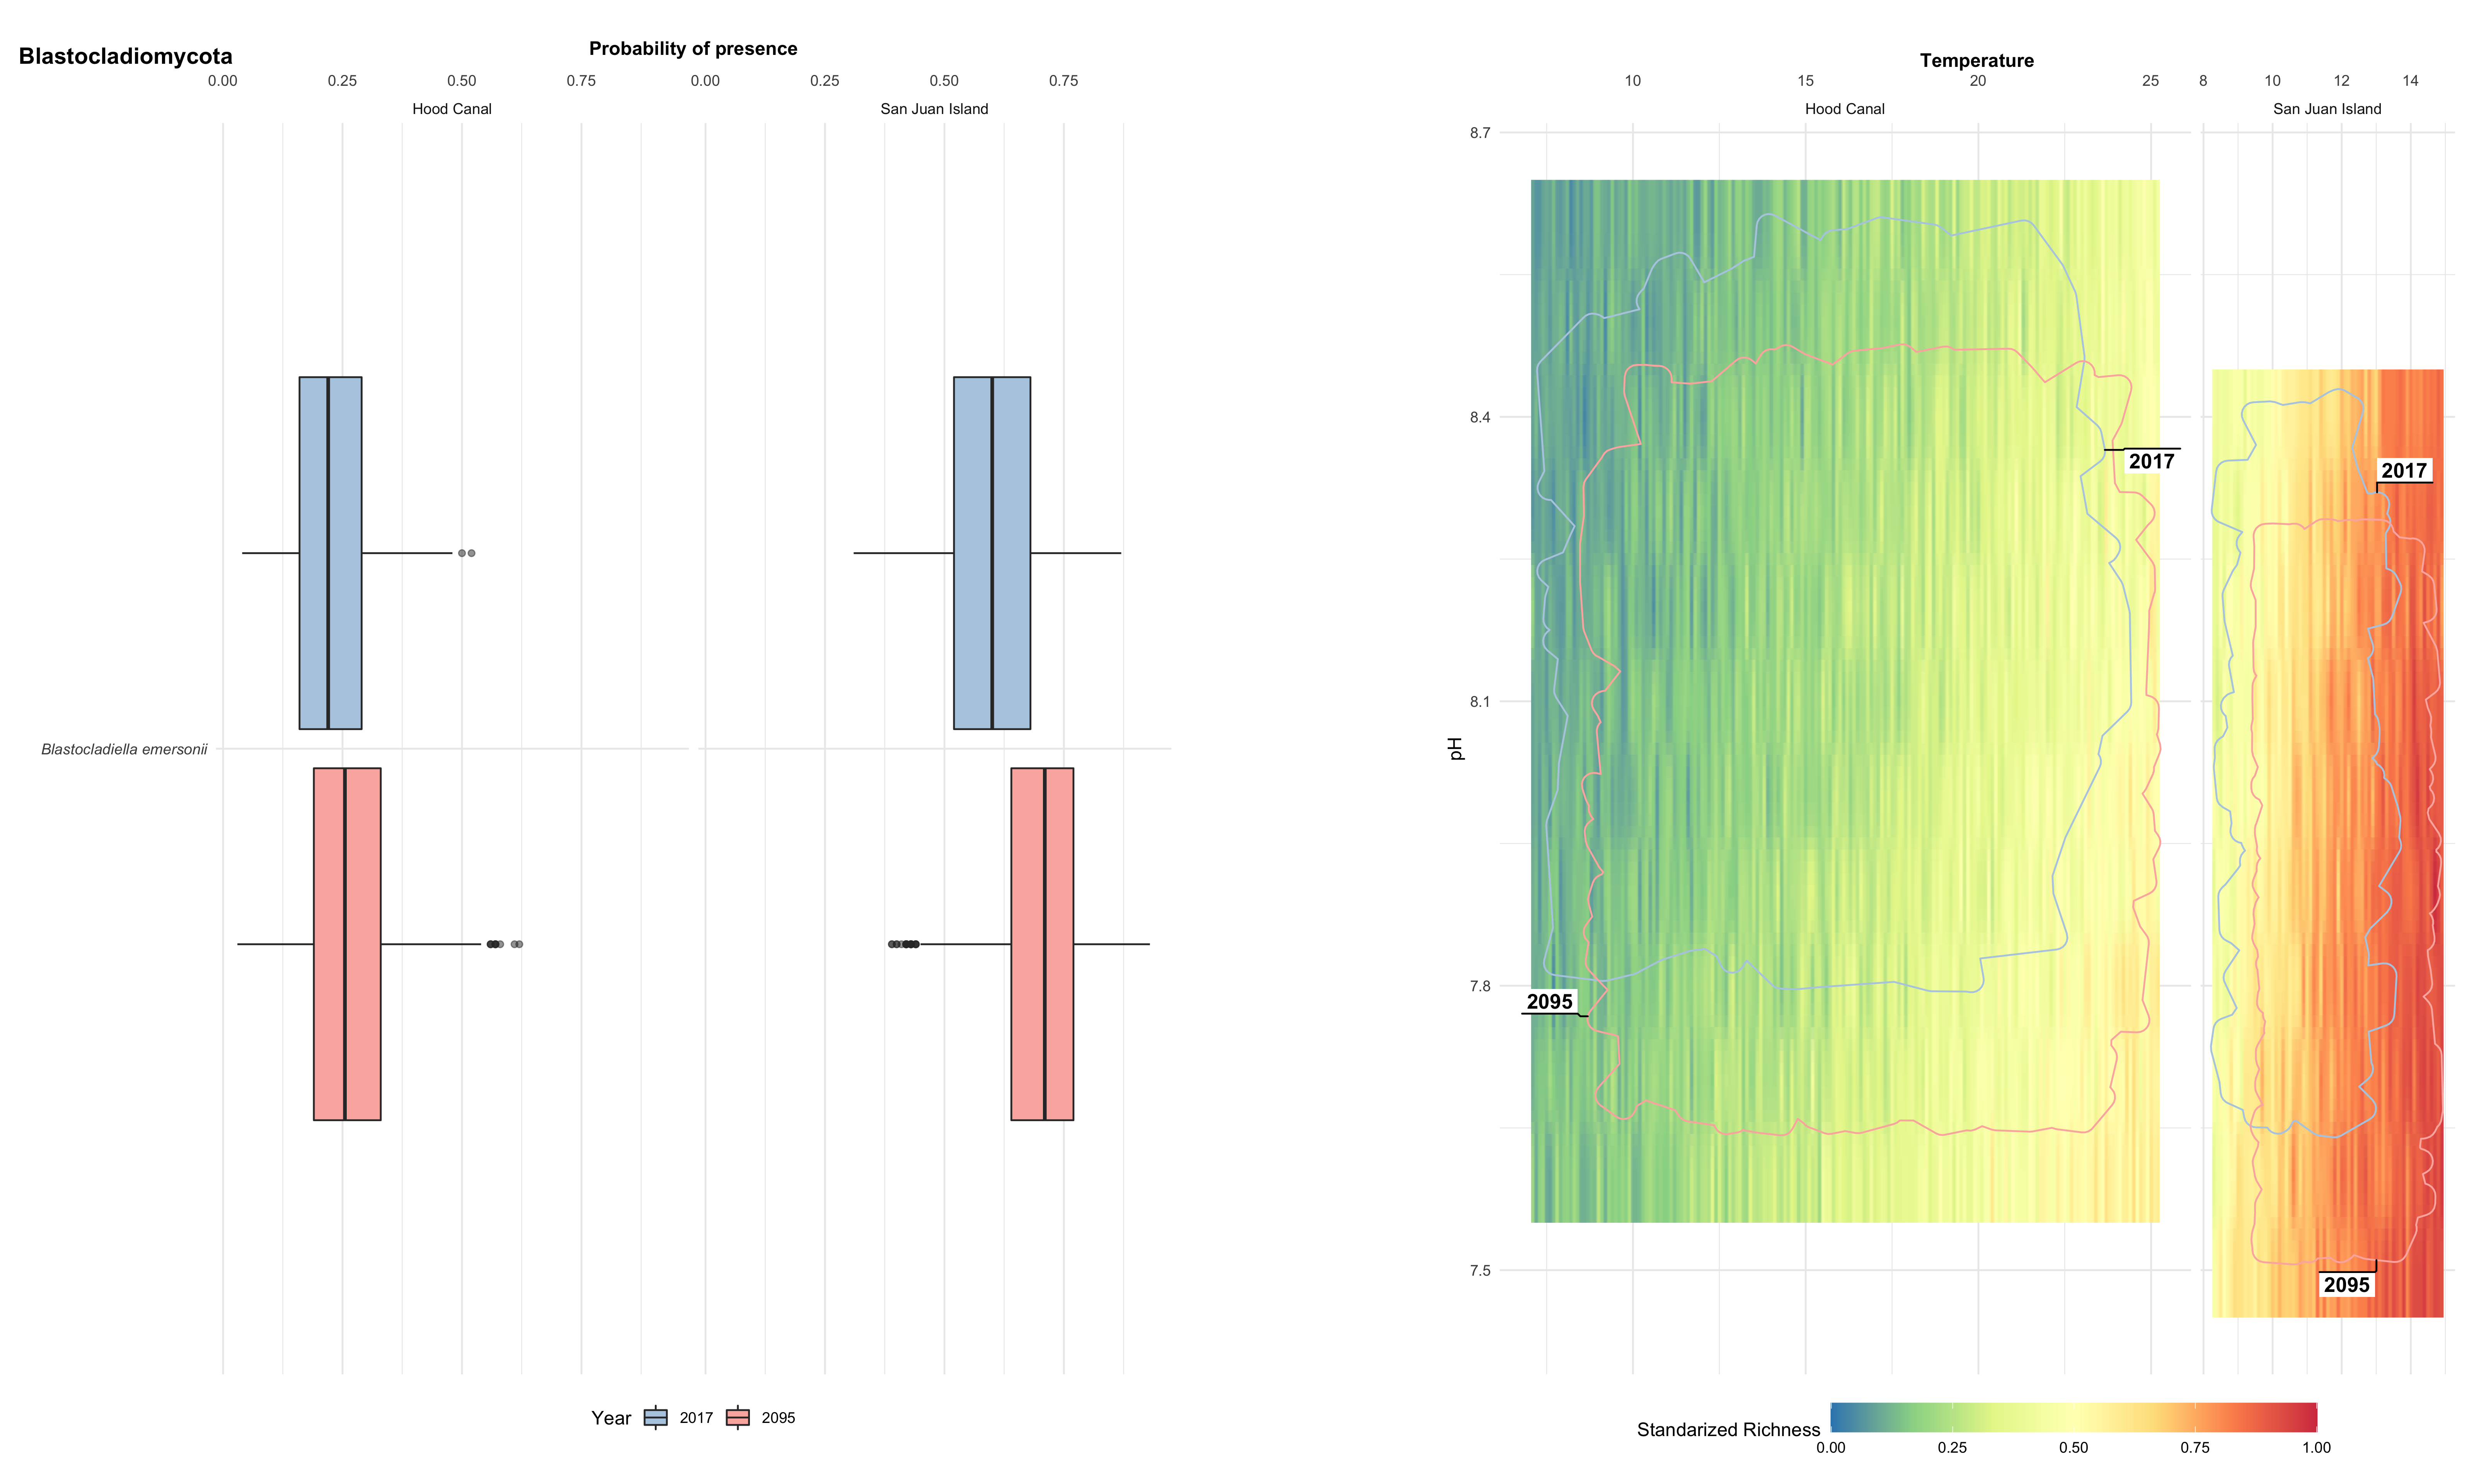 Blastocladiomycota
Probability of presence
0.00 0.25 0.50 0.75 0.00 0.25 0.50 0.75
Hood Canal San Juan Island
Blastocladiella emersonii
Year 2017 2095
Temperature
10 15 20 25 8 10 12 14
Hood Canal San Juan Island
8.7
8.4
8.1
7.8
7.5
pH
2017
2017
2095
2095
Standarized Richness
0.00 0.25 0.50 0.75 1.00